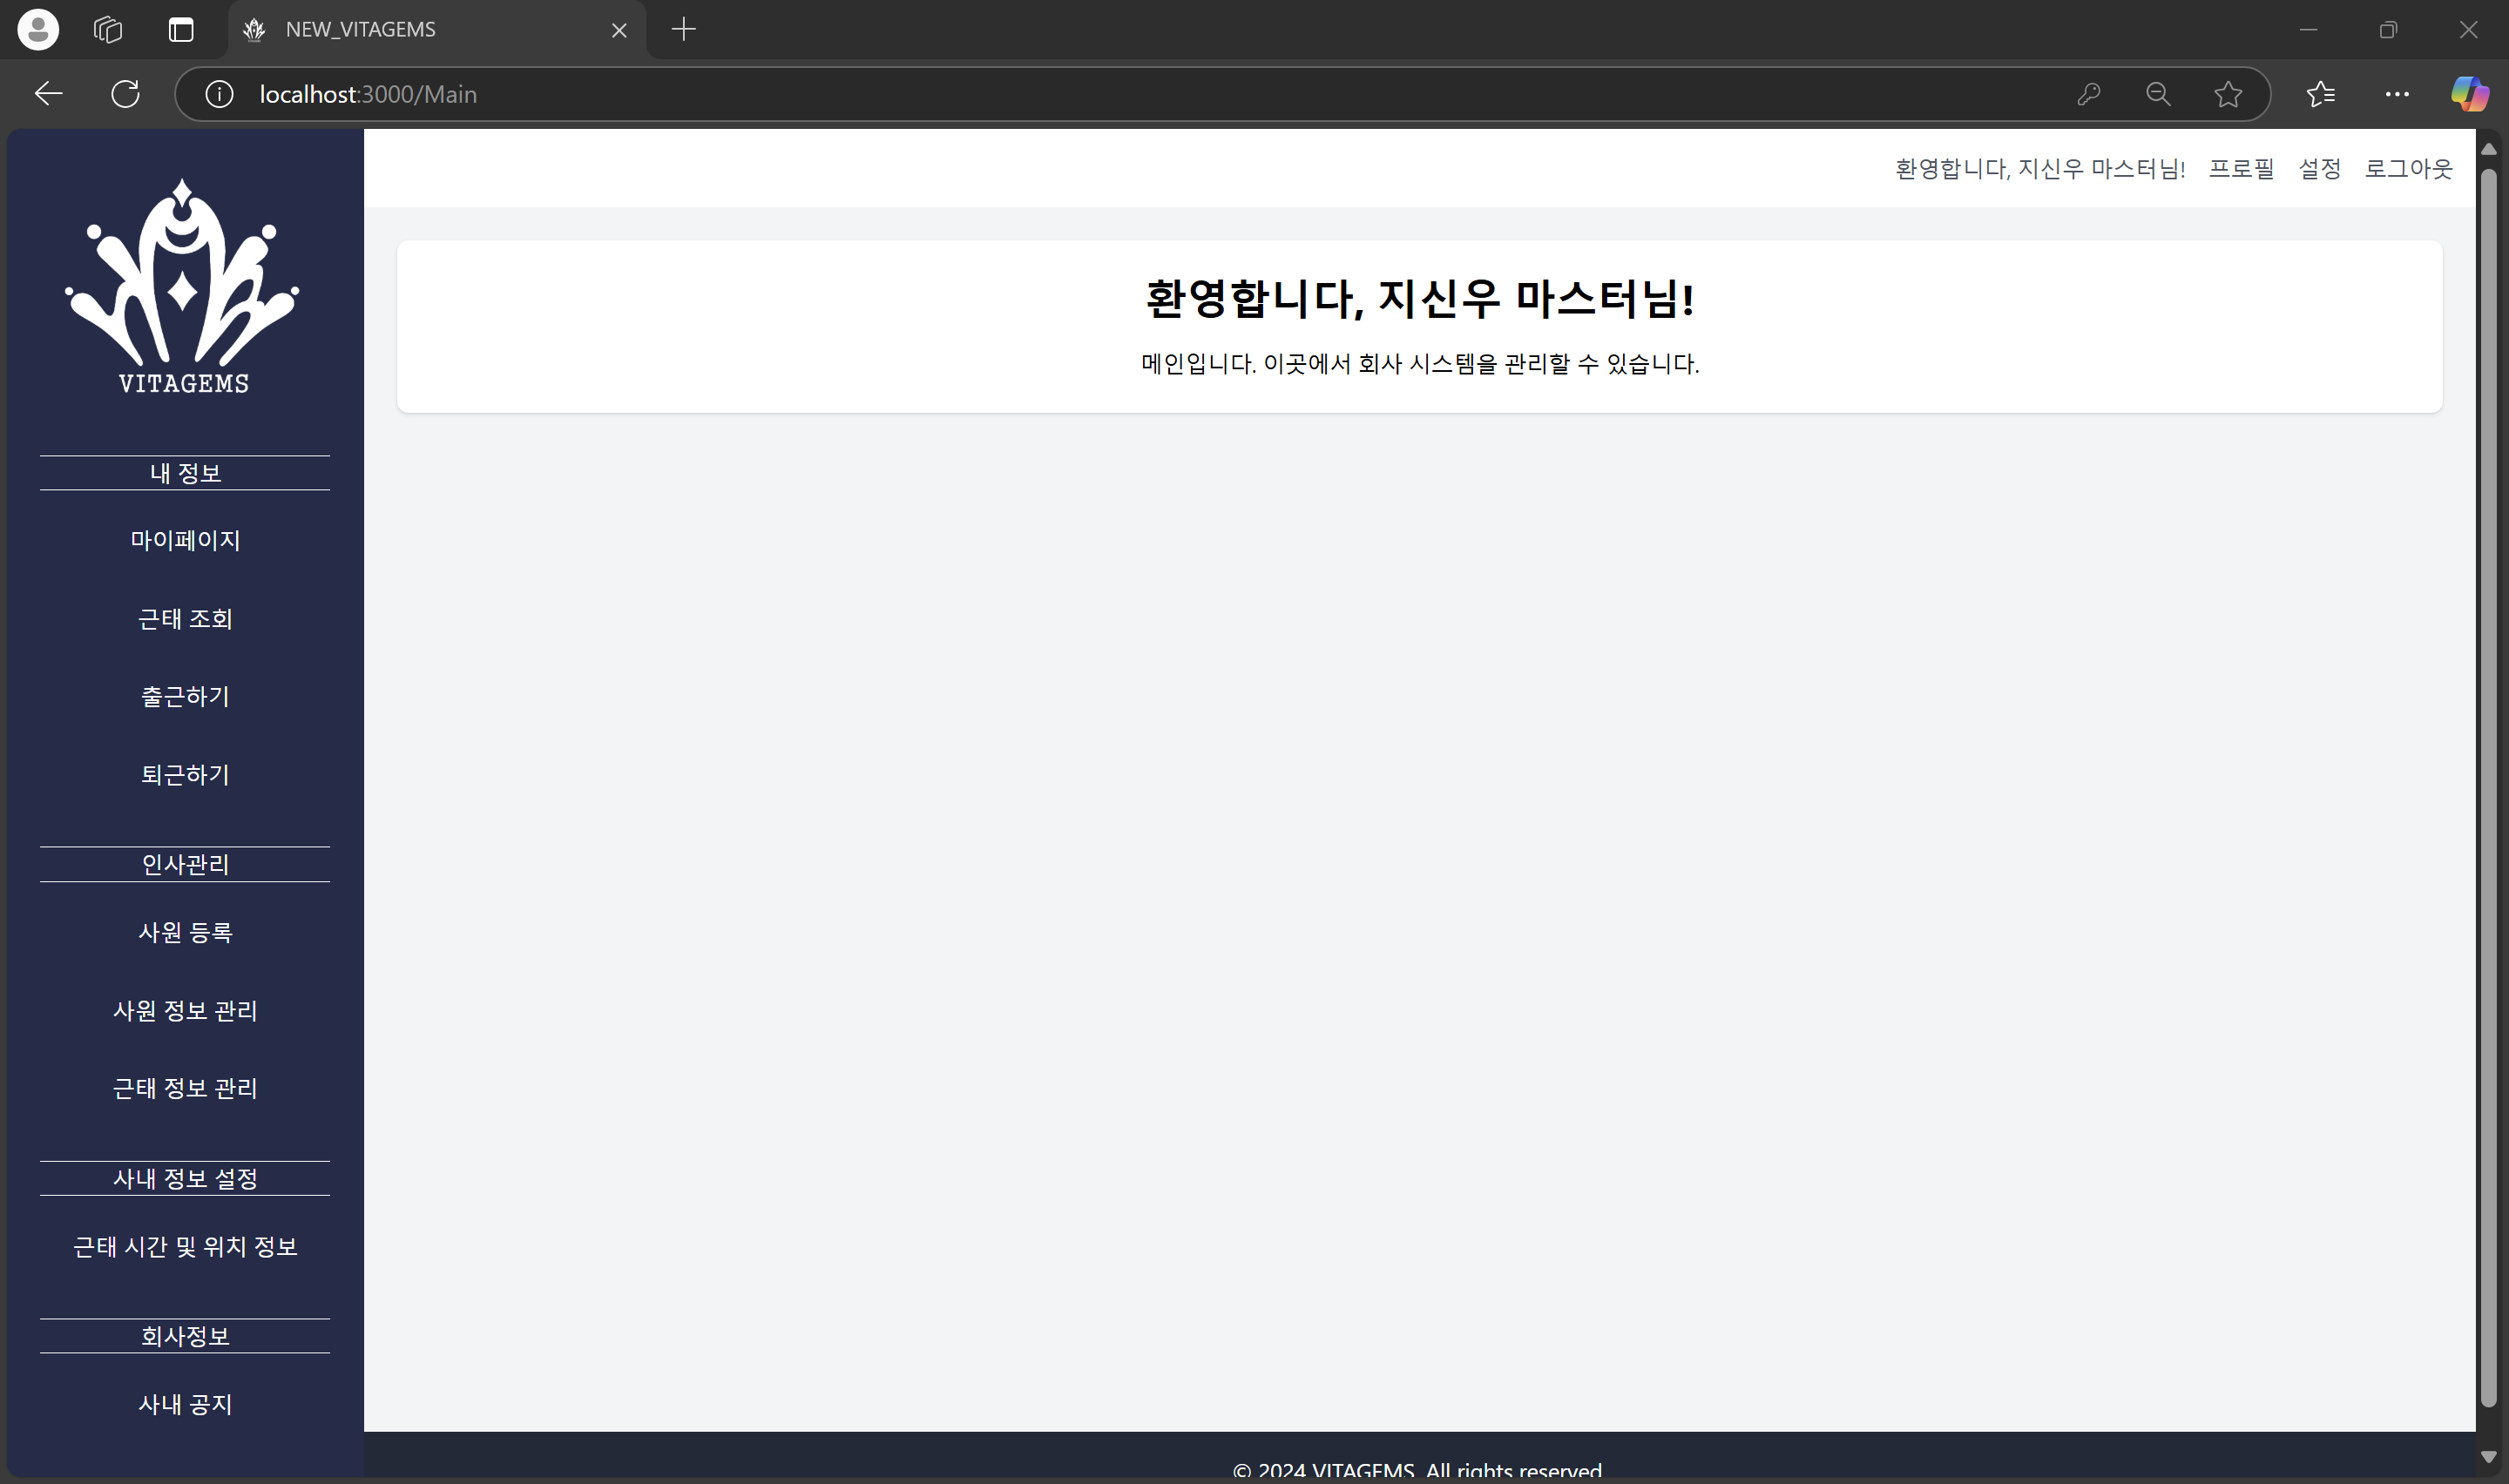 NEW_VITAGEMS
localhost:3000/Main
환영합니다, 지신우 마스터님! 프로필 설정 로그아웃
VITAGEMS
내 정보
마이페이지
근태 조회
출근하기
퇴근하기
인사관리
사원 등록
사원 정보 관리
근태 정보 관리
사내 정보 설정
근태 시간 및 위치 정보
회사정보
사내 공지
환영합니다, 지신우 마스터님!
메인입니다. 이곳에서 회사 시스템을 관리할 수 있습니다.
© 2024 VITAGEMS. All rights reserved